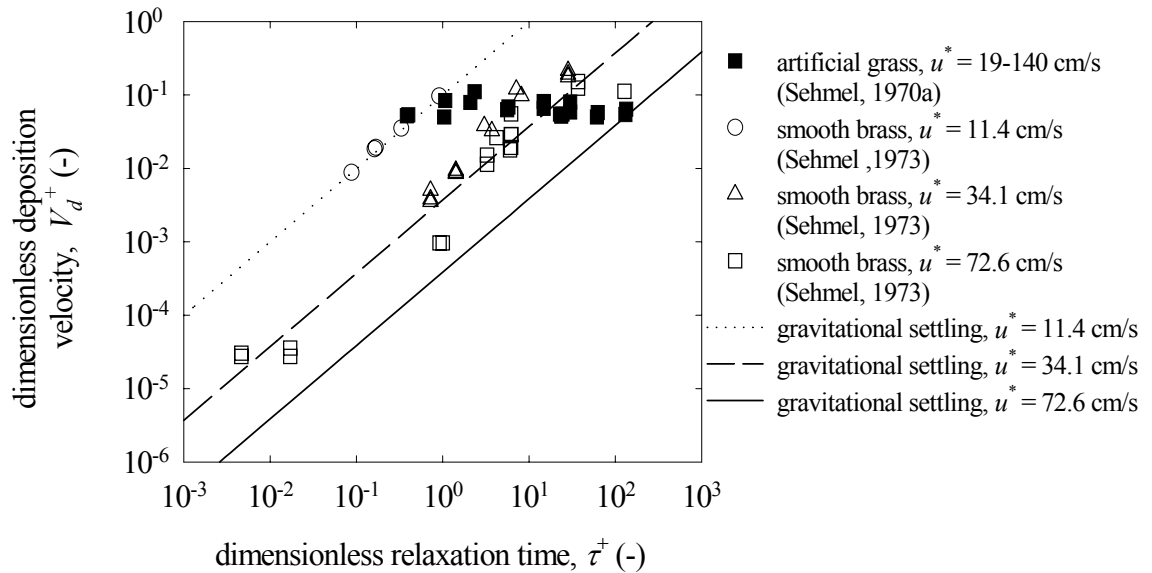 dimensionless deposition
velocity, V_d^+ (-)
10^0
10^-1
10^-2
10^-3
10^-4
10^-5
10^-6
10^-3 10^-2 10^-1 10^0 10^1 10^2 10^3
dimensionless relaxation time, τ^+ (-)
artificial grass, u^* = 19-140 cm/s
(Sehmel, 1970a)
smooth brass, u^* = 11.4 cm/s
(Sehmel ,1973)
smooth brass, u^* = 34.1 cm/s
(Sehmel, 1973)
smooth brass, u^* = 72.6 cm/s
(Sehmel, 1973)
gravitational settling, u^* = 11.4 cm/s
gravitational settling, u^* = 34.1 cm/s
gravitational settling, u^* = 72.6 cm/s